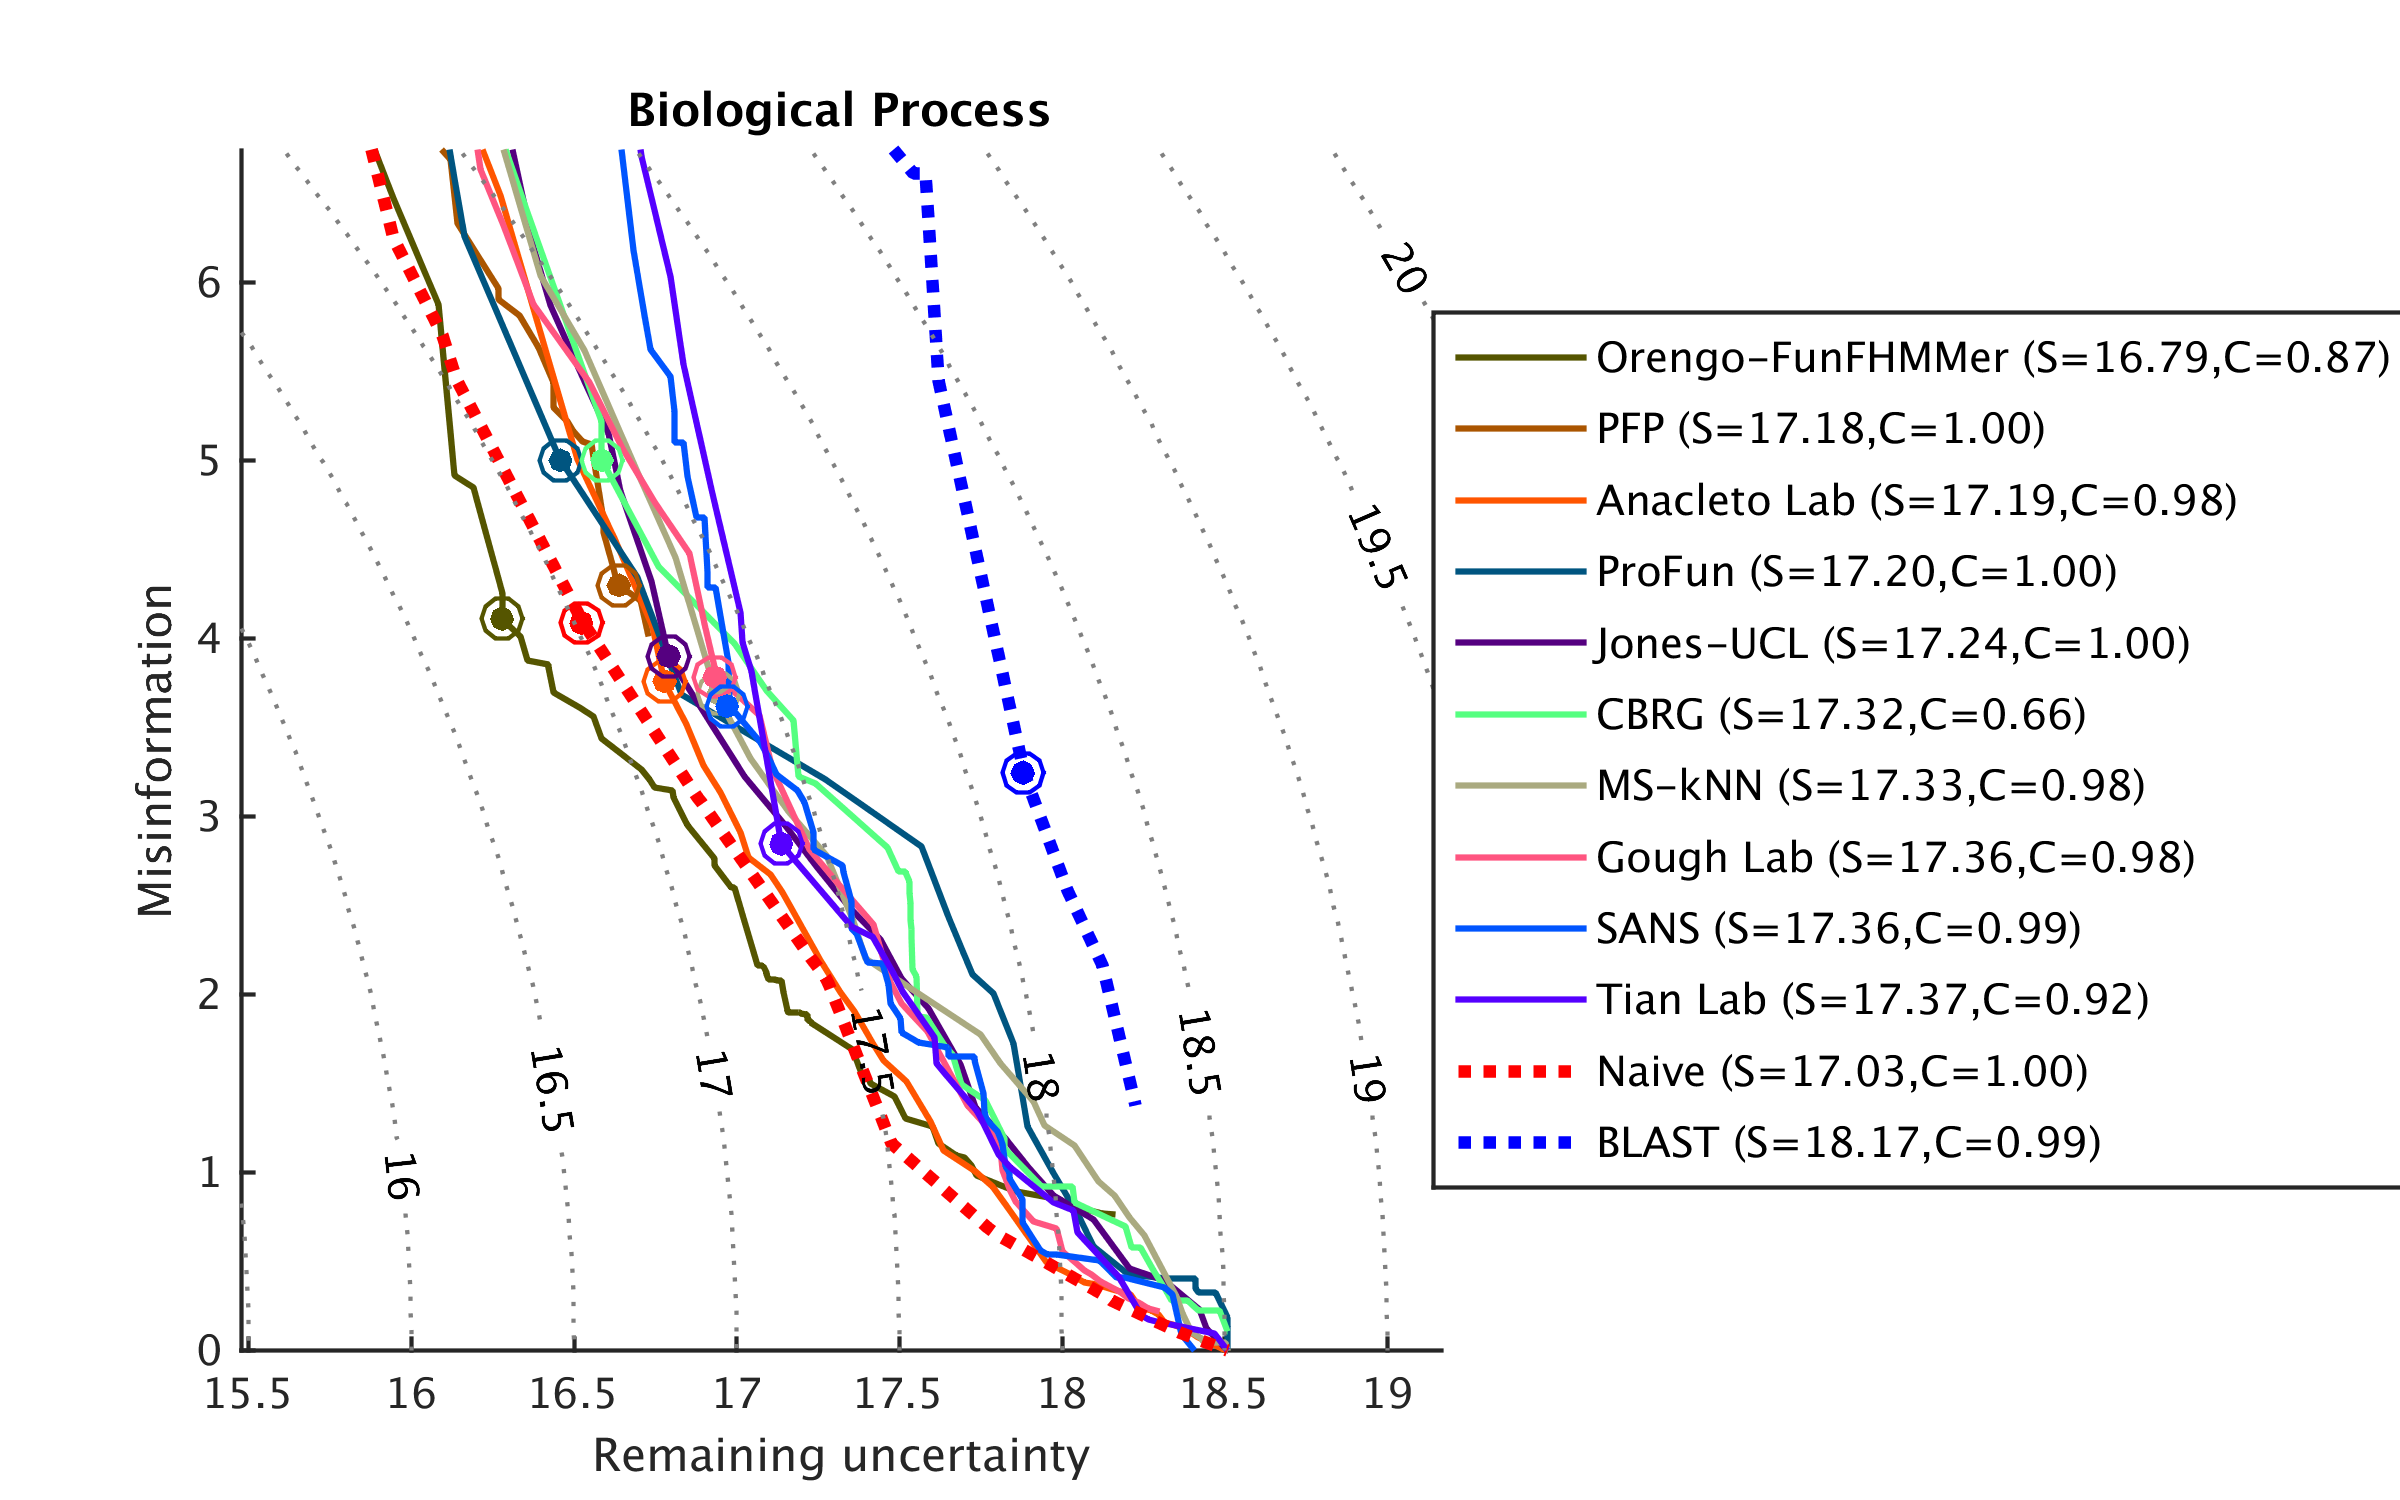 Biological Process
Misinformation
6
5
4
3
2
1
0
15.5
16
16.5
17
17.5
18
18.5
19
Remaining uncertainty
16
16.5
17
17.5
18
18.5
19
19.5
20
Orengo-FunFHMMer (S=16.79,C=0.87)
PFP (S=17.18,C=1.00)
Anacleto Lab (S=17.19,C=0.98)
ProFun (S=17.20,C=1.00)
Jones-UCL (S=17.24,C=1.00)
CBRG (S=17.32,C=0.66)
MS-kNN (S=17.33,C=0.98)
Gough Lab (S=17.36,C=0.98)
SANS (S=17.36,C=0.99)
Tian Lab (S=17.37,C=0.92)
Naive (S=17.03,C=1.00)
BLAST (S=18.17,C=0.99)